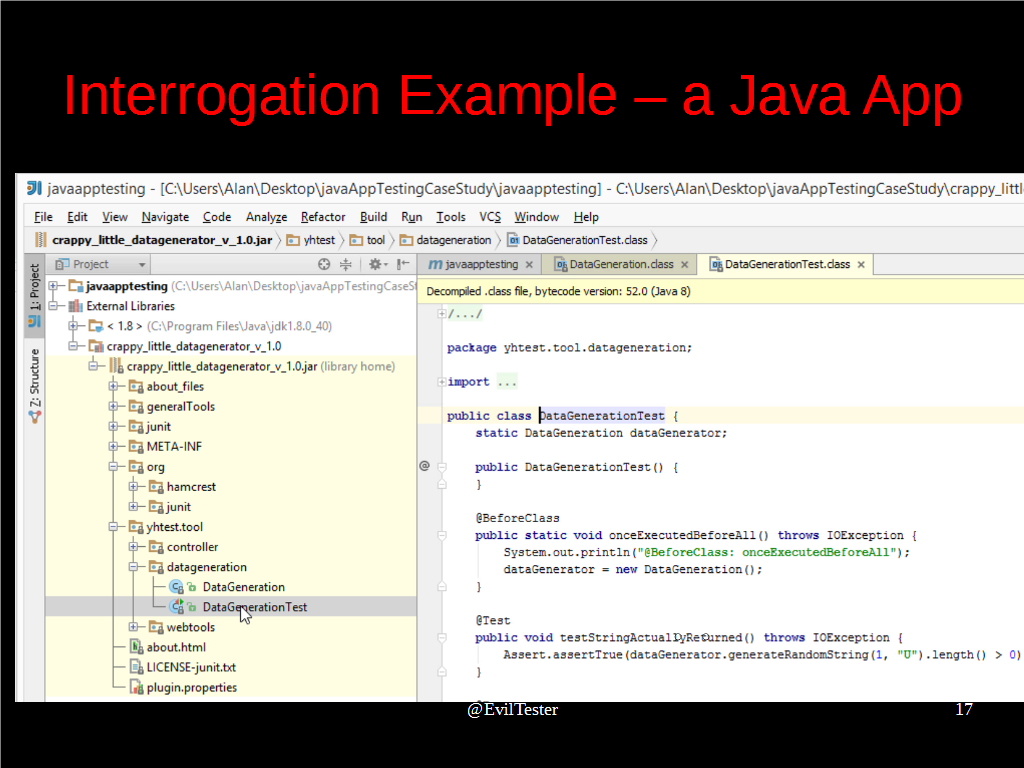 Interrogation Example – a Java App
javaapptesting - [C:\Users\Alan\Desktop\javaAppTestingCaseStudy\javaapptesting] - C:\Users\Alan\Desktop\javaAppTestingCaseStudy\crappy_littl
File Edit View Navigate Code Analyze Refactor Build Run Tools VCS Window Help
crappy_little_datagenerator_v_1.0.jar yhtest tool datageneration DataGenerationTest.class
1: Project
Z: Structure
Project
javaapptesting (C:\Users\Alan\Desktop\javaAppTestingCaseSt
External Libraries
< 1.8 > (C:\Program Files\Java\jdk1.8.0_40)
crappy_little_datagenerator_v_1.0
crappy_little_datagenerator_v_1.0.jar (library home)
about_files
generalTools
junit
META-INF
org
hamcrest
junit
yhtest.tool
controller
datageneration
DataGeneration
DataGenerationTest
webtools
about.html
LICENSE-junit.txt
plugin.properties
m javaapptesting × DataGeneration.class × DataGenerationTest.class ×
Decompiled .class file, bytecode version: 52.0 (Java 8)
/.../
package yhtest.tool.datageneration;
import ...
public class DataGenerationTest {
static DataGeneration dataGenerator;
@ public DataGenerationTest() {
}
@BeforeClass
public static void onceExecutedBeforeAll() throws IOException {
System.out.println("@BeforeClass: onceExecutedBeforeAll");
dataGenerator = new DataGeneration();
}
@Test
public void testStringActuallyReturned() throws IOException {
Assert.assertTrue(dataGenerator.generateRandomString(1, "U").length() > 0)
}
@EvilTester
17